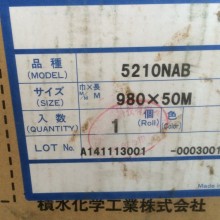 品種
(MODEL)
5210NAB
サイズ
(SIZE)
巾×長
M
980×50M
入数
(QUANTITY)
1
個
(Roll)
色
Color
LOT No
A141113001
-0003001
積水化学工業株式会社